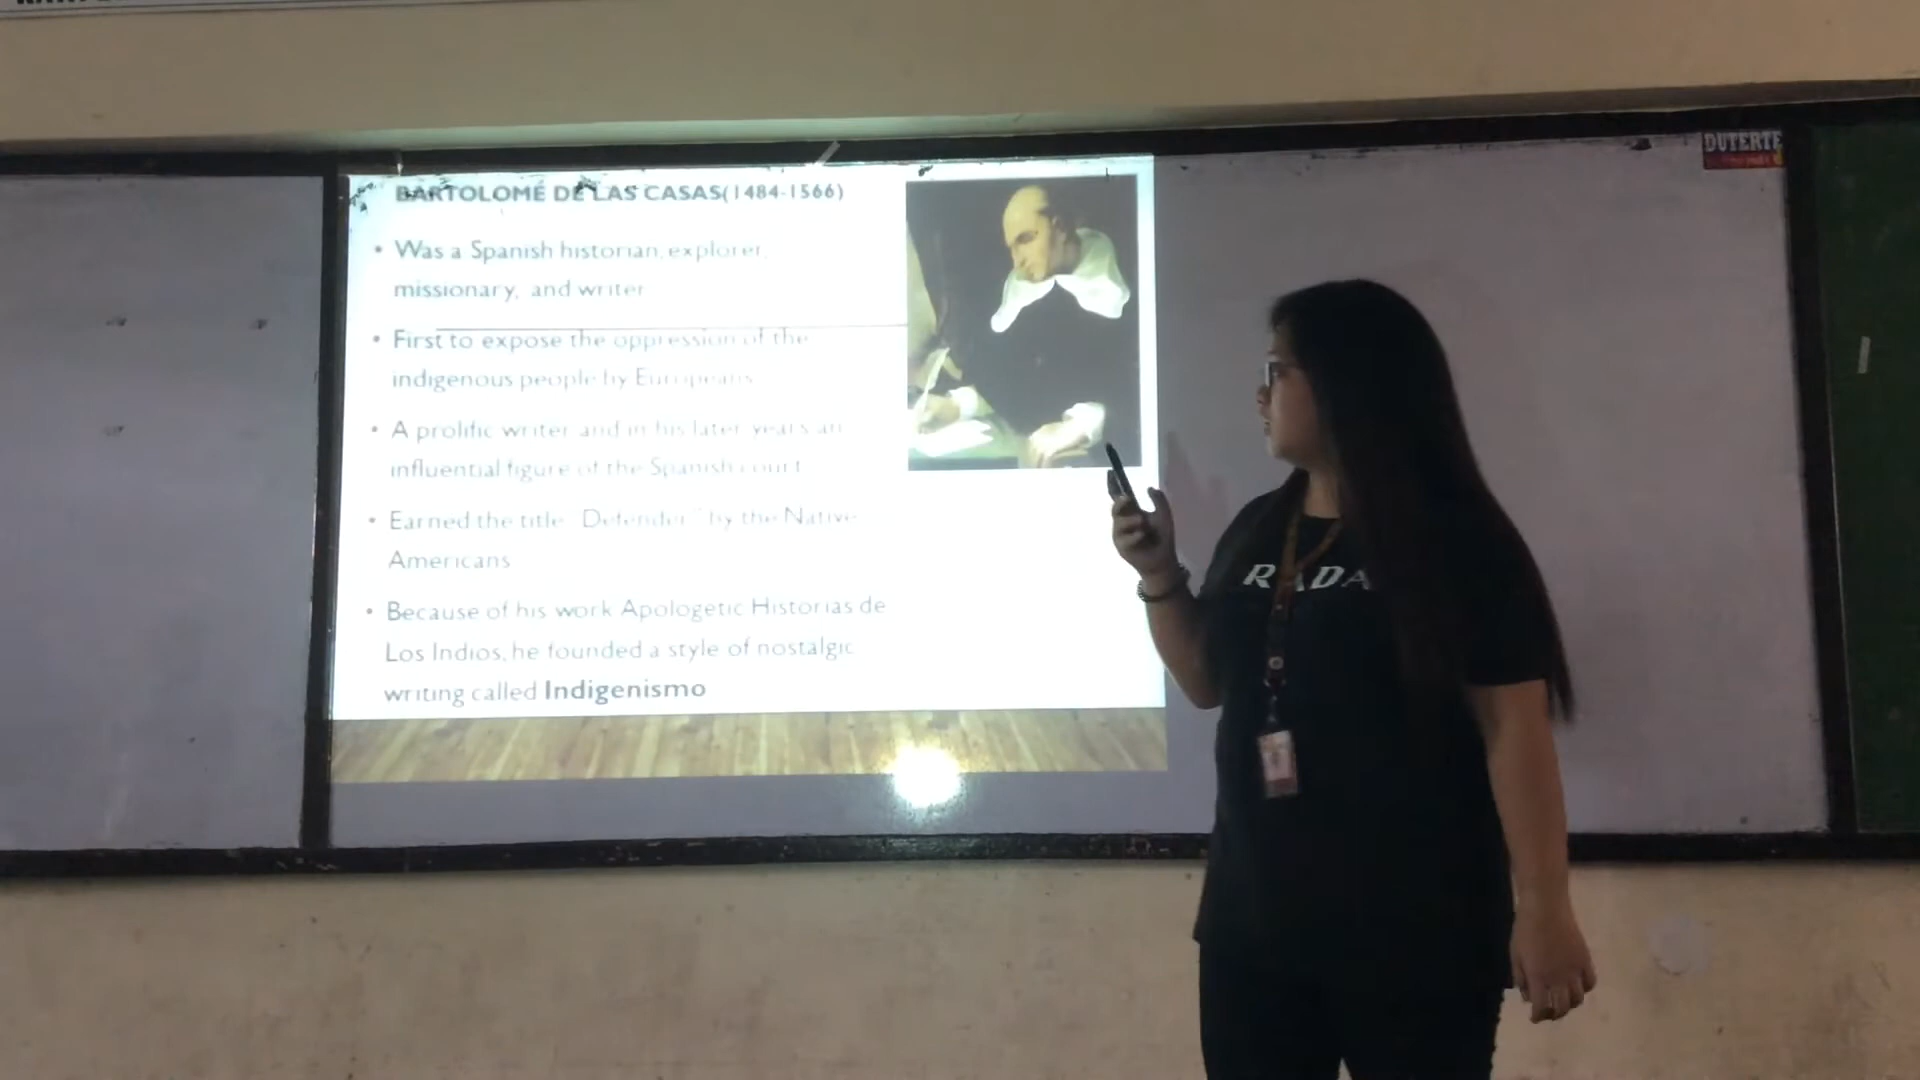 BARTOLOMÉ DE LAS CASAS(1484-1566)
• Was a Spanish historian, explorer,
missionary, and writer
• First to expose the oppression of the
indigenous people by Europeans
• A prolific writer and in his later years an
influential figure of the Spanish court
• Earned the title "Defender" by the Native
Americans
• Because of his work Apologetic Historias de
Los Indios, he founded a style of nostalgic
writing called Indigenismo
DUTERTE